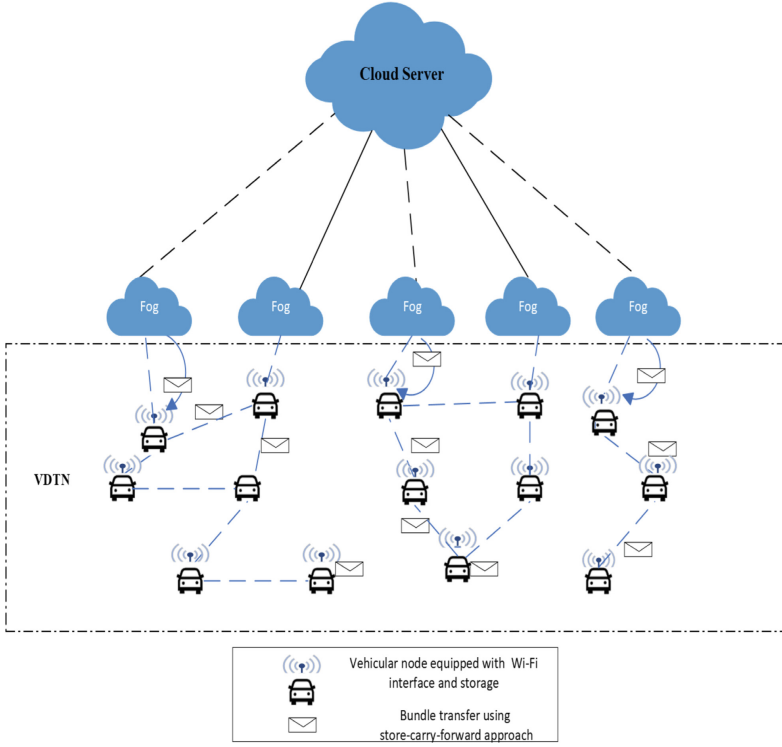 Cloud Server
Fog
Fog
Fog
Fog
Fog
VDTN
Vehicular node equipped with Wi-Fi
interface and storage
Bundle transfer using
store-carry-forward approach